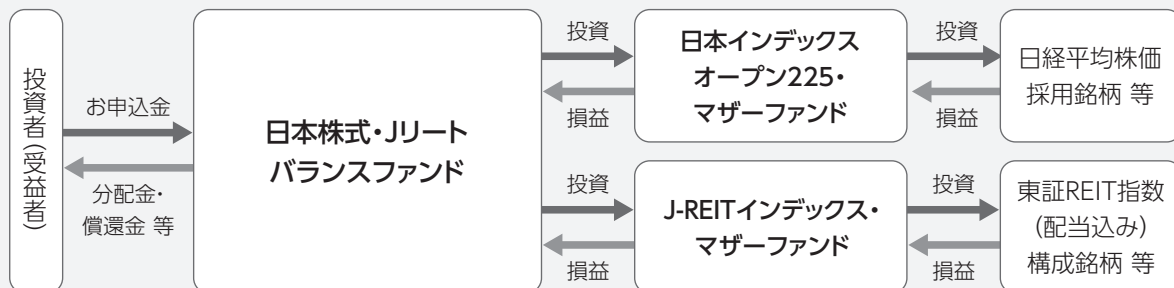 投資者(受益者)
お申込金
分配金・
償還金 等
日本株式・Jリート
バランスファンド
投資
損益
日本インデックス
オープン225・
マザーファンド
投資
損益
日経平均株価
採用銘柄 等
投資
損益
J-REITインデックス・
マザーファンド
投資
損益
東証REIT指数
(配当込み)
構成銘柄 等